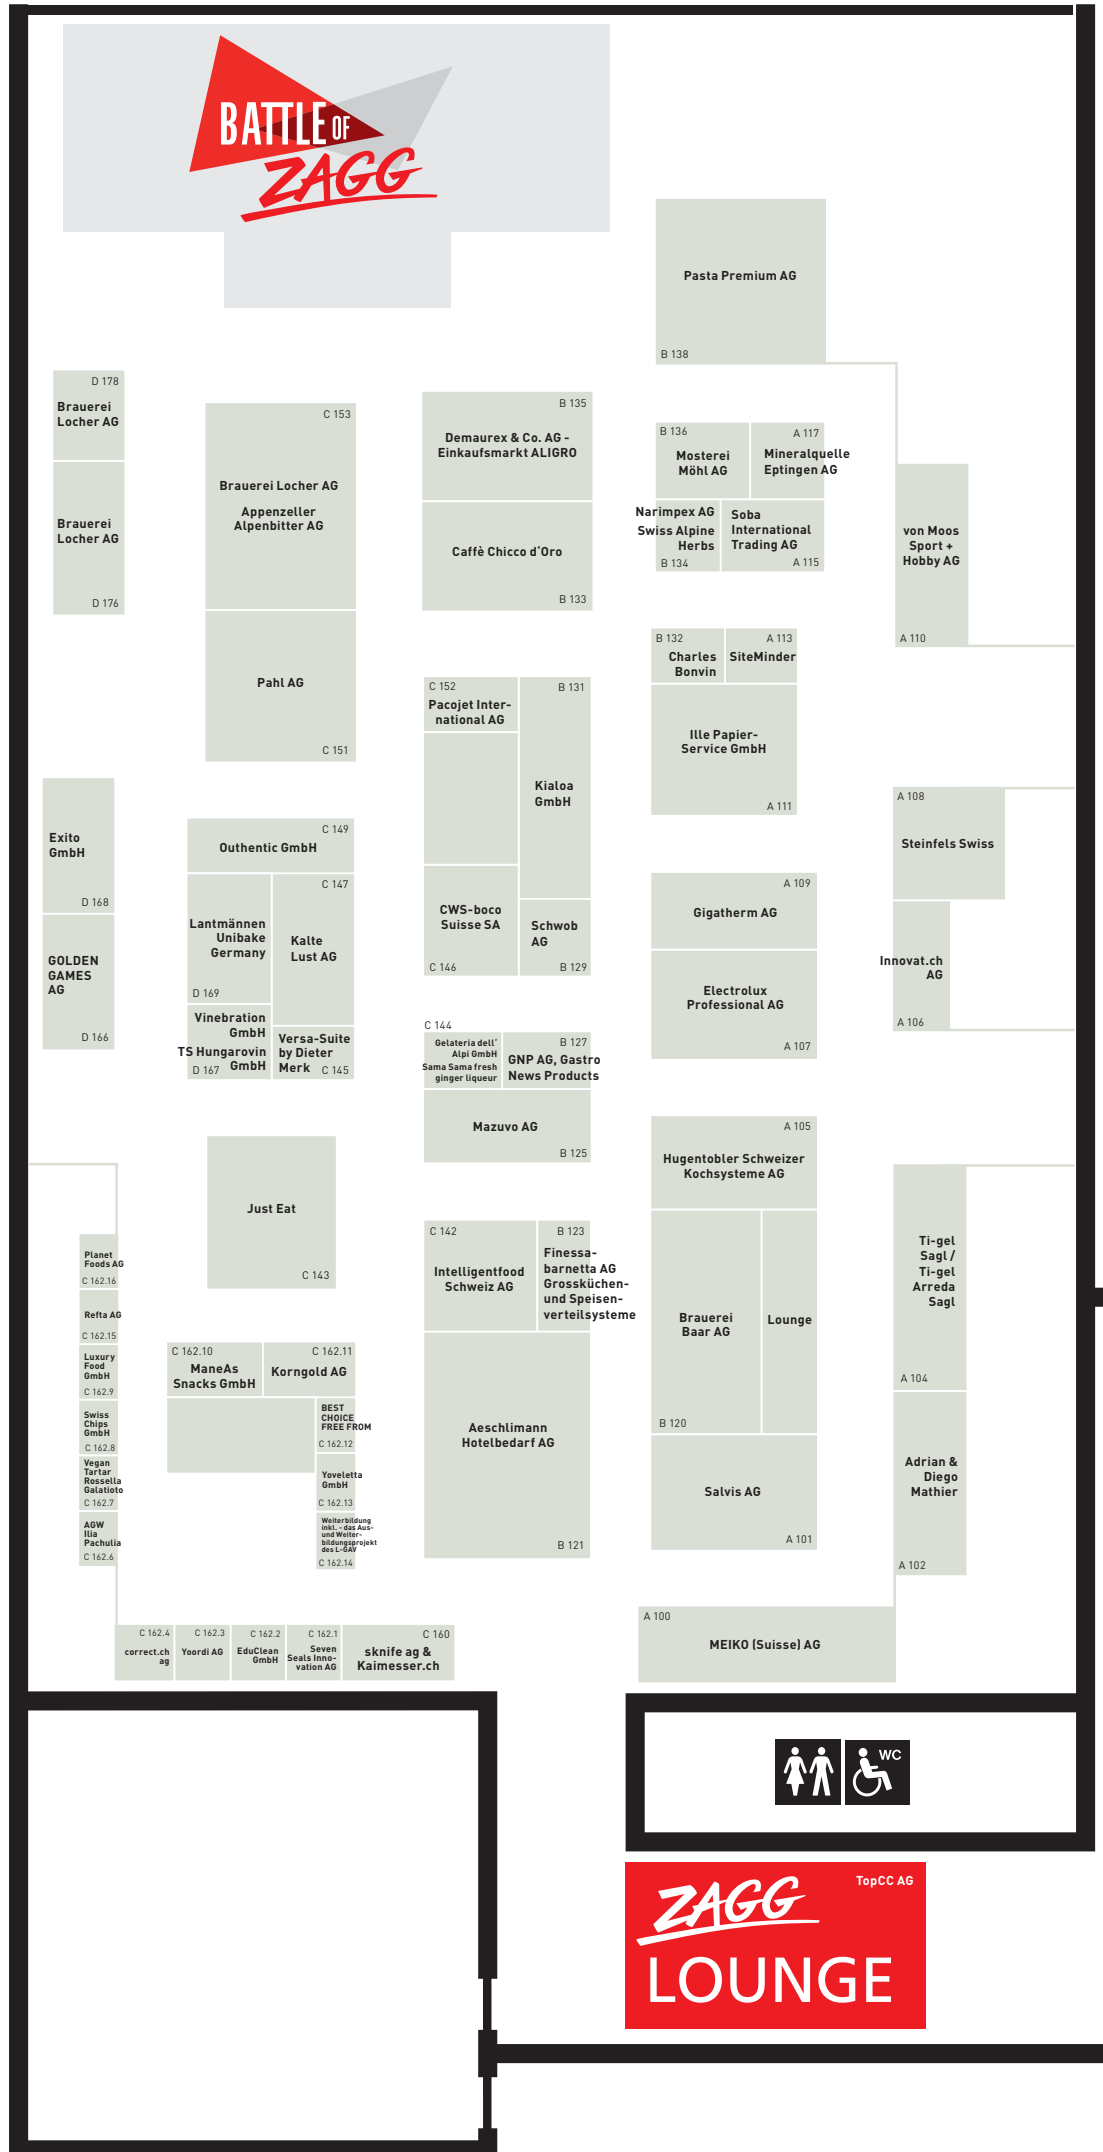 BATTLE OF
ZAGG
Pasta Premium AG
B 138
D 178
Brauerei
Locher AG
Brauerei
Locher AG
D 176
C 153
Brauerei Locher AG
Appenzeller
Alpenbitter AG
Pahl AG
C 151
B 135
Demaurex & Co. AG -
Einkaufsmarkt ALIGRO
Caffè Chicco d'Oro
B 133
B 136
Mosterei
Möhl AG
A 117
Mineralquelle
Eptingen AG
Narimpex AG
Swiss Alpine
Herbs
B 134
Soba
International
Trading AG
A 115
von Moos
Sport +
Hobby AG
A 110
B 132
Charles
Bonvin
A 113
SiteMinder
Ille Papier-
Service GmbH
A 111
C 152
Pacojet Inter-
national AG
B 131
Kialoa
GmbH
CWS-boco
Suisse SA
C 146
Schwob
AG
B 129
Exito
GmbH
D 168
GOLDEN
GAMES
AG
D 166
C 149
Outhentic GmbH
Lantmännen
Unibake
Germany
D 169
C 147
Kalte
Lust AG
Vinebration
GmbH
TS Hungarovin
GmbH
D 167
Versa-Suite
by Dieter
Merk
C 145
A 108
Steinfels Swiss
A 109
Gigatherm AG
Electrolux
Professional AG
A 107
Innovat.ch
AG
A 106
C 144
Gelateria dell'
Alpi GmbH
Sama Sama fresh
ginger liqueur
B 127
GNP AG, Gastro
News Products
Mazuvo AG
B 125
A 105
Hugentobler Schweizer
Kochsysteme AG
Just Eat
C 143
C 142
Intelligentfood
Schweiz AG
B 123
Finessa-
barnetta AG
Grossküchen-
und Speisen-
verteilsysteme
Brauerei
Baar AG
B 120
Lounge
Ti-gel
Sagl /
Ti-gel
Arreda
Sagl
A 104
Planet
Foods AG
C 162.16
Refta AG
C 162.15
Luxury
Food
GmbH
C 162.9
Swiss
Chips
GmbH
C 162.8
Vegan
Tartar
Rossella
Galatioto
C 162.7
AGW
Ilia
Pachulia
C 162.6
C 162.10
ManeAs
Snacks GmbH
C 162.11
Korngold AG
BEST
CHOICE
FREE FROM
C 162.12
Yoveletta
GmbH
C 162.13
Weiterbildung
inkl. - das Aus-
und Weiter-
bildungsprojekt
des L-GAV
C 162.14
Aeschlimann
Hotelbedarf AG
B 121
Salvis AG
A 101
Adrian &
Diego
Mathier
A 102
C 162.4
correct.ch
ag
C 162.3
Yoordi AG
C 162.2
EduClean
GmbH
C 162.1
Seven
Seals Inno-
vation AG
C 160
sknife ag &
Kaimesser.ch
A 100
MEIKO (Suisse) AG
WC
TopCC AG
ZAGG
LOUNGE